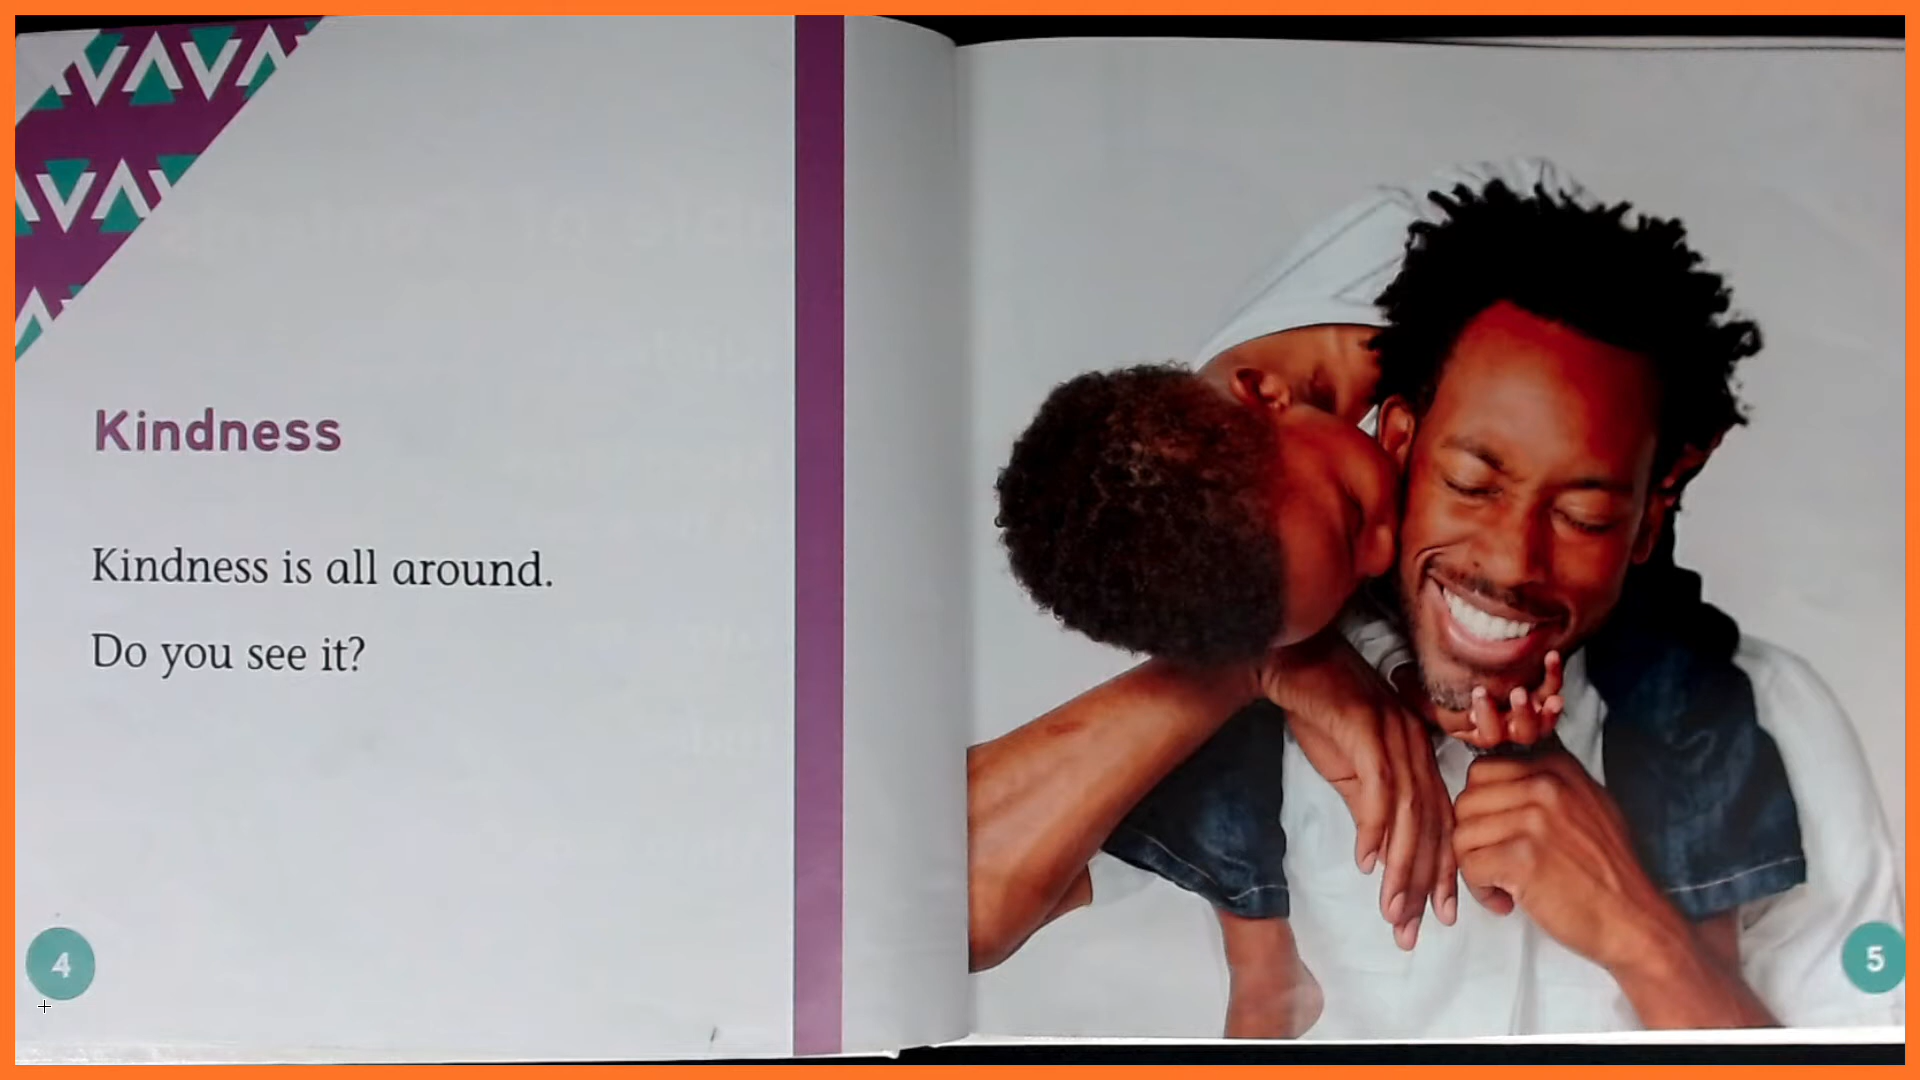 Kindness
Kindness is all around.
Do you see it?
4
5